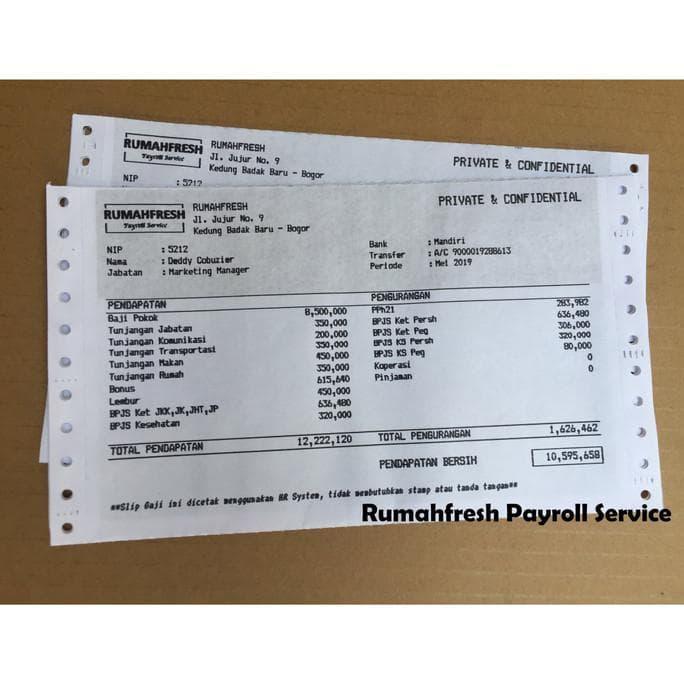 RUMAHFRESH
Payroll Service
RUMAHFRESH
Jl. Jujur No. 9
Kedung Badak Baru - Bogor
PRIVATE & CONFIDENTIAL
NIP : 5212
RUMAHFRESH
Payroll Service
RUMAHFRESH
Jl. Jujur No. 9
Kedung Badak Baru - Bogor
PRIVATE & CONFIDENTIAL
NIP : 5212
Nama : Deddy Cobuzier
Jabatan : Marketing Manager
Bank : Mandiri
Transfer : A/C 9000019288613
Periode : Mei 2019
PENDAPATAN
Gaji Pokok 8,500,000
Tunjangan Jabatan 350,000
Tunjangan Komunikasi 200,000
Tunjangan Transportasi 350,000
Tunjangan Makan 450,000
Tunjangan Rumah 350,000
Bonus 615,640
Lembur 450,000
BPJS Ket JKK,JK,JHT,JP 636,480
BPJS Kesehatan 320,000
TOTAL PENDAPATAN 12,222,120
PENGURANGAN
PPh21 283,982
BPJS Ket Persh 636,480
BPJS Ket Peg 306,000
BPJS KS Persh 320,000
BPJS KS Peg 80,000
Koperasi 0
Pinjaman 0
TOTAL PENGURANGAN 1,626,462
PENDAPATAN BERSIH 10,595,658
**Slip Gaji ini dicetak menggunakan HR System, tidak membutuhkan stamp atau tanda tangan**
Rumahfresh Payroll Service